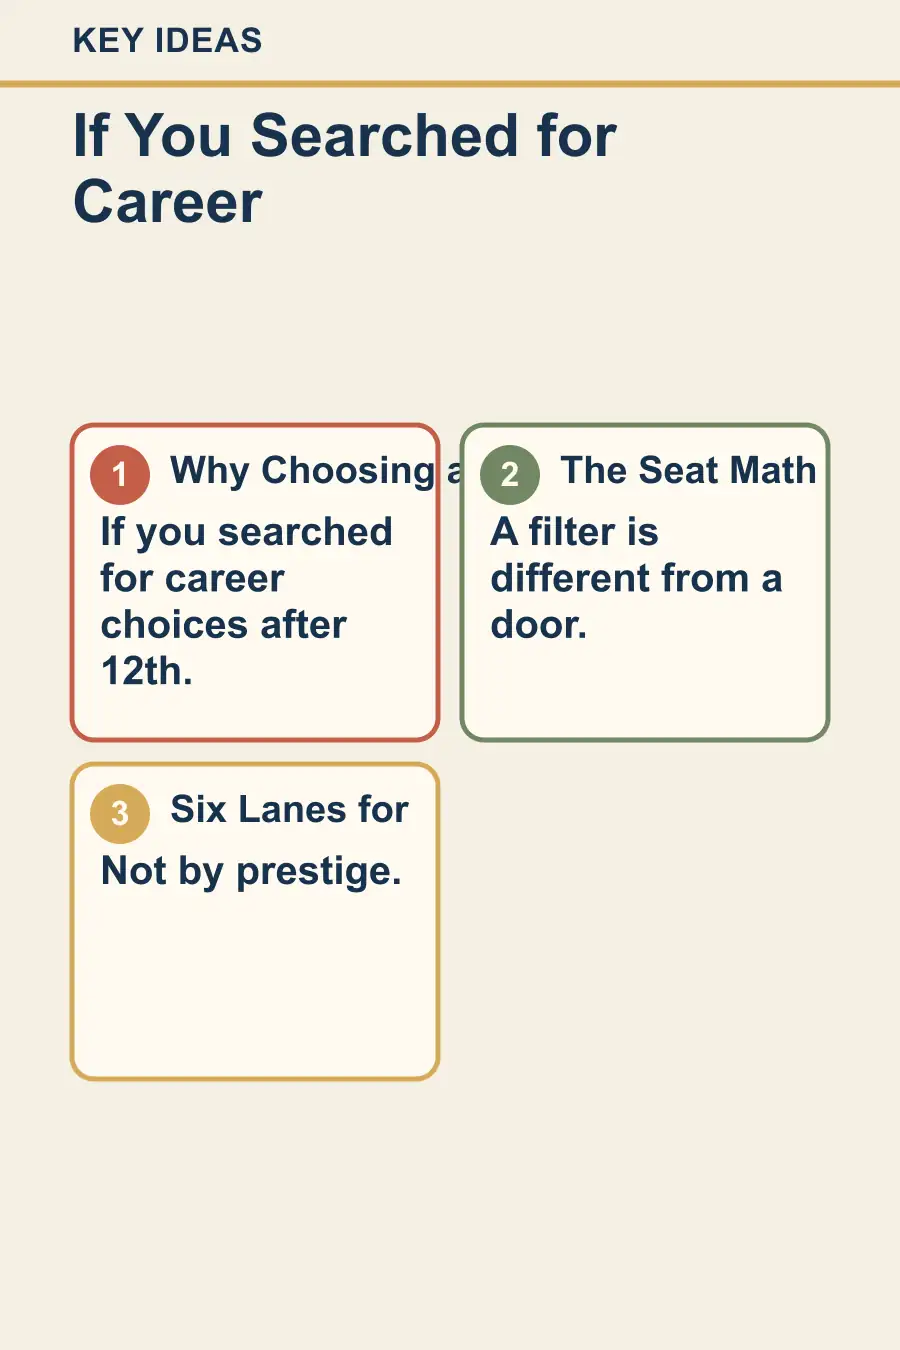 KEY IDEAS
If You Searched for
Career
1
Why Choosing a
If you searched
for career
choices after
12th.
2
The Seat Math
A filter is
different from a
door.
3
Six Lanes for
Not by prestige.